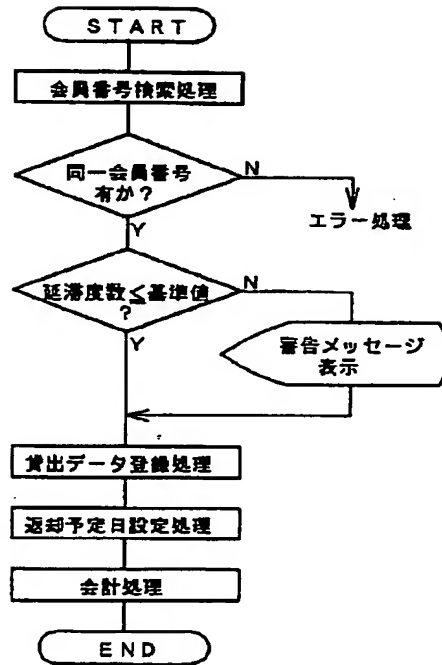 START
会員番号検索処理
同一会員番号
有か?
N
Y
エラー処理
延滞度数≦基準値
?
N
Y
警告メッセージ
表示
貸出データ登録処理
返却予定日設定処理
会計処理
END